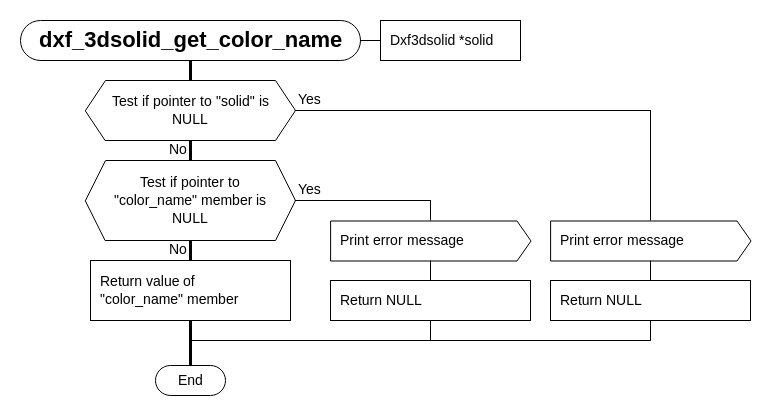 dxf_3dsolid_get_color_name
Dxf3dsolid *solid
Test if pointer to "solid" is
NULL
Yes
No
Test if pointer to
"color_name" member is
NULL
Yes
No
Print error message
Print error message
Return value of
"color_name" member
Return NULL
Return NULL
End